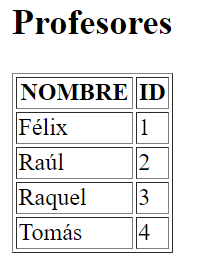 Profesores
NOMBRE ID
Félix 1
Raúl 2
Raquel 3
Tomás 4